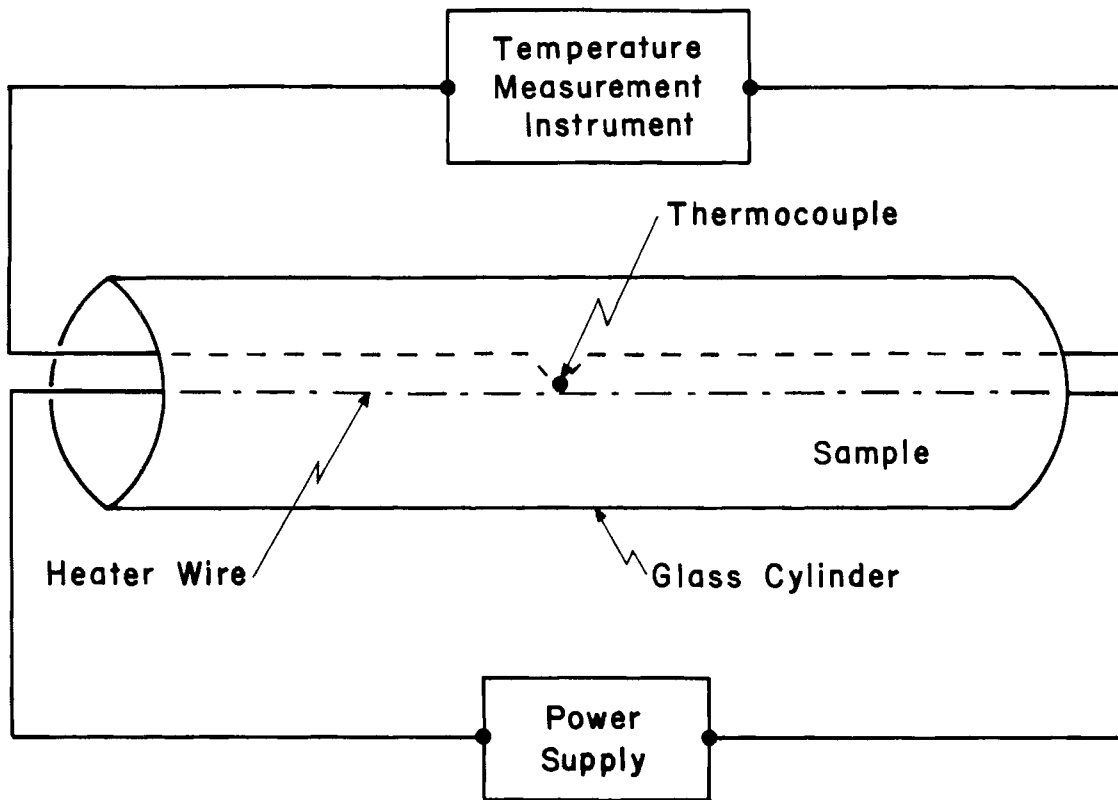 Temperature
Measurement
Instrument
Thermocouple
Sample
Heater Wire
Glass Cylinder
Power
Supply